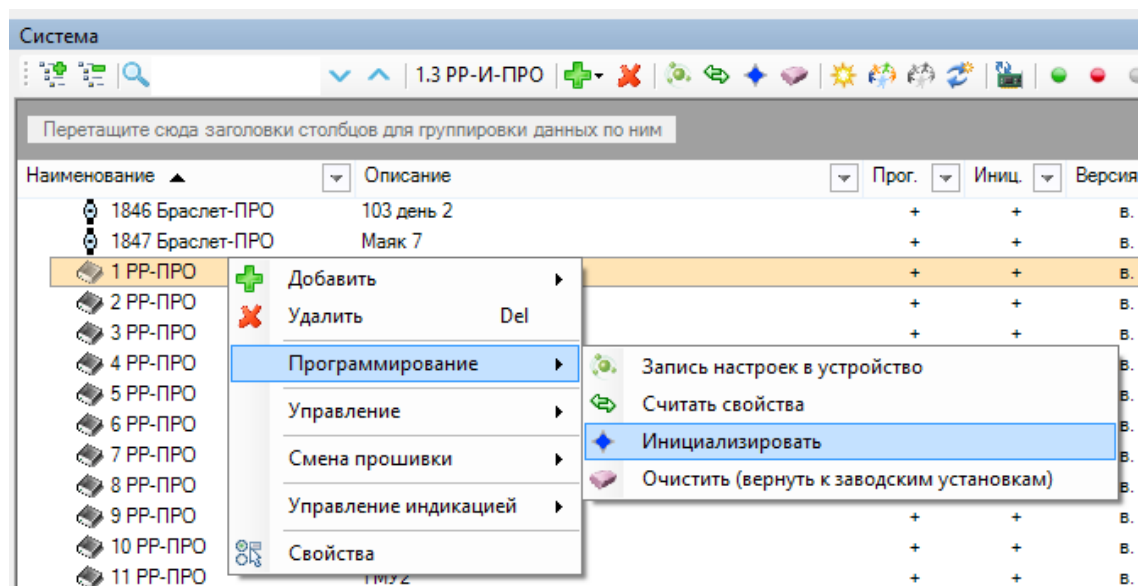 Система
1.3 РР-И-ПРО
Перетащите сюда заголовки столбцов для группировки данных по ним
Наименование Описание Прог. Иниц. Версия
1846 Браслет-ПРО 103 день 2 + + в.
1847 Браслет-ПРО Маяк 7 + + в.
1 РР-ПРО Добавить + + в.
2 РР-ПРО Удалить Del + + в.
3 РР-ПРО + + в.
4 РР-ПРО Программирование Запись настроек в устройство в.
5 РР-ПРО Управление Считать свойства в.
6 РР-ПРО Инициализировать в.
7 РР-ПРО Смена прошивки в.
8 РР-ПРО Очистить (вернуть к заводским установкам) в.
9 РР-ПРО Управление индикацией + + в.
10 РР-ПРО Свойства + + в.
11 РР-ПРО ТМУ2 + + в.